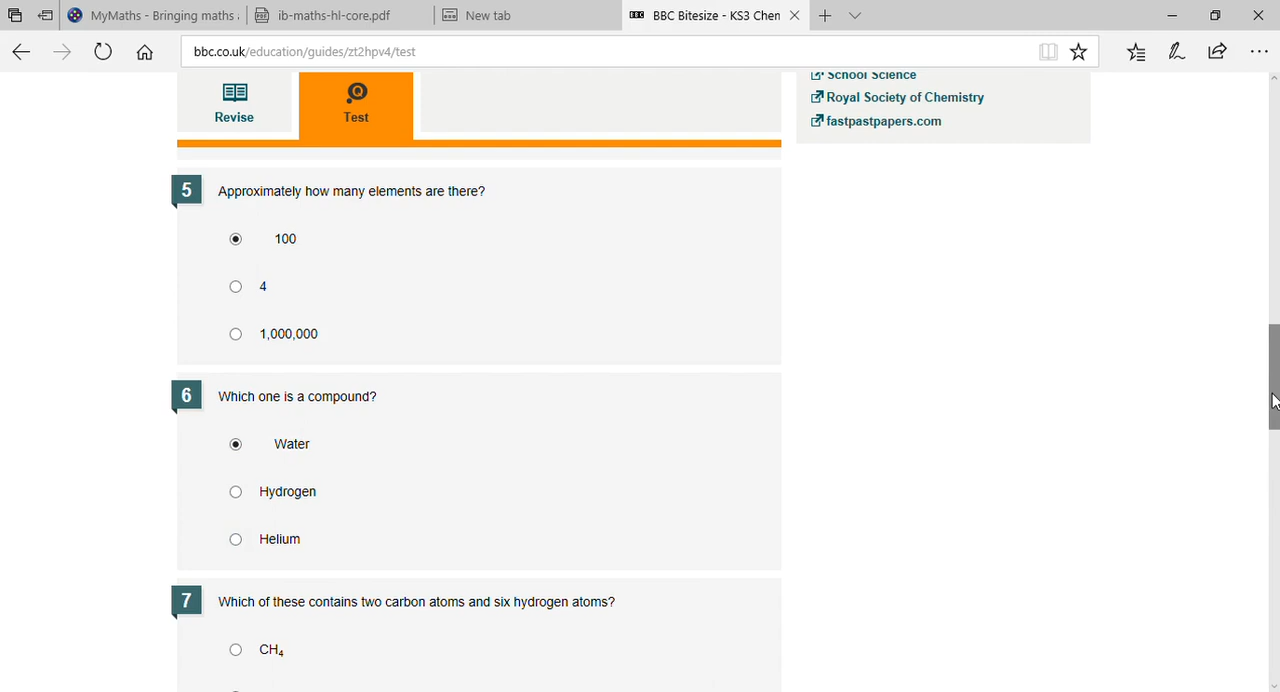 MyMaths - Bringing maths
ib-maths-hl-core.pdf
New tab
BBC BBC Bitesize - KS3 Chen
bbc.co.uk/education/guides/zt2hpv4/test
Revise
Q
Test
School Science
Royal Society of Chemistry
fastpastpapers.com
5 Approximately how many elements are there?
100
4
1,000,000
6 Which one is a compound?
Water
Hydrogen
Helium
7 Which of these contains two carbon atoms and six hydrogen atoms?
CH₄